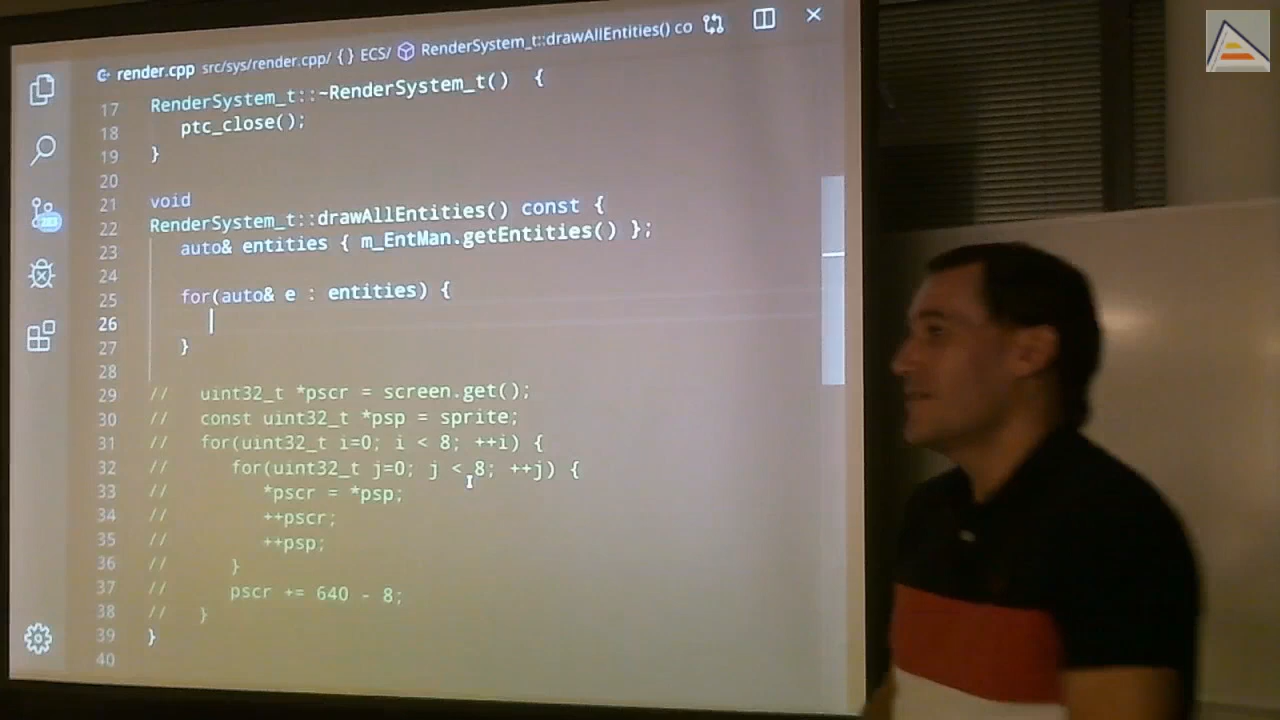 render.cpp src/sys/render.cpp/ { } ECS/ RenderSystem_t::drawAllEntities() co
17 RenderSystem_t::~RenderSystem_t() {
18 ptc_close();
19 }
20
21 void
22 RenderSystem_t::drawAllEntities() const {
23 auto& entities { m_EntMan.getEntities() };
24
25 for(auto& e : entities) {
26
27 }
28
29 // uint32_t *pscr = screen.get();
30 // const uint32_t *psp = sprite;
31 // for(uint32_t i=0; i < 8; ++i) {
32 // for(uint32_t j=0; j < 8; ++j) {
33 // *pscr = *psp;
34 // ++pscr;
35 // ++psp;
36 // }
37 // pscr += 640 - 8;
38 // }
39 }
40